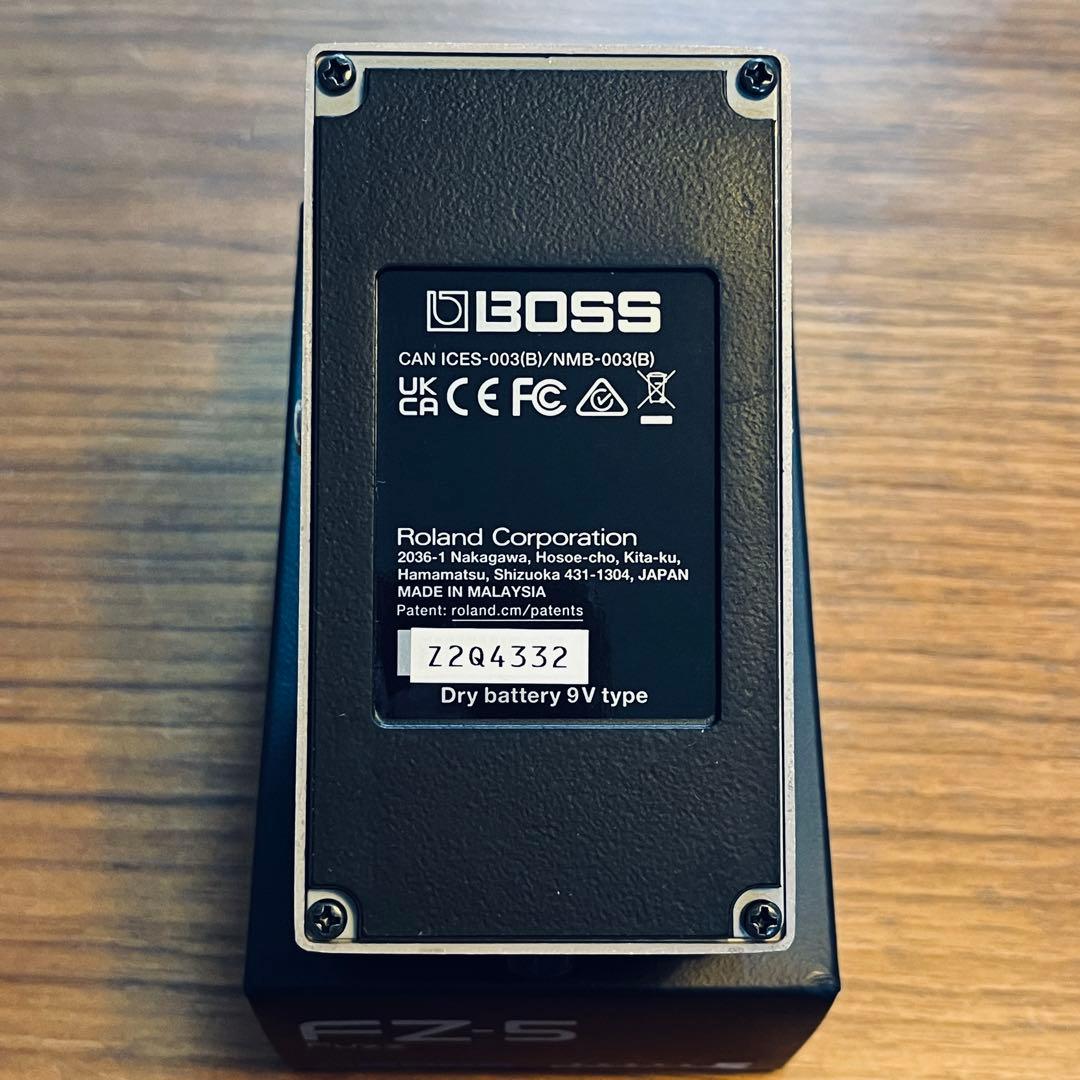 BOSS
CAN ICES-003(B)/NMB-003(B)
UK
CA CE FC
Roland Corporation
2036-1 Nakagawa, Hosoe-cho, Kita-ku,
Hamamatsu, Shizuoka 431-1304, JAPAN
MADE IN MALAYSIA
Patent: roland.cm/patents
Z2Q4332
Dry battery 9V type
FZ-5